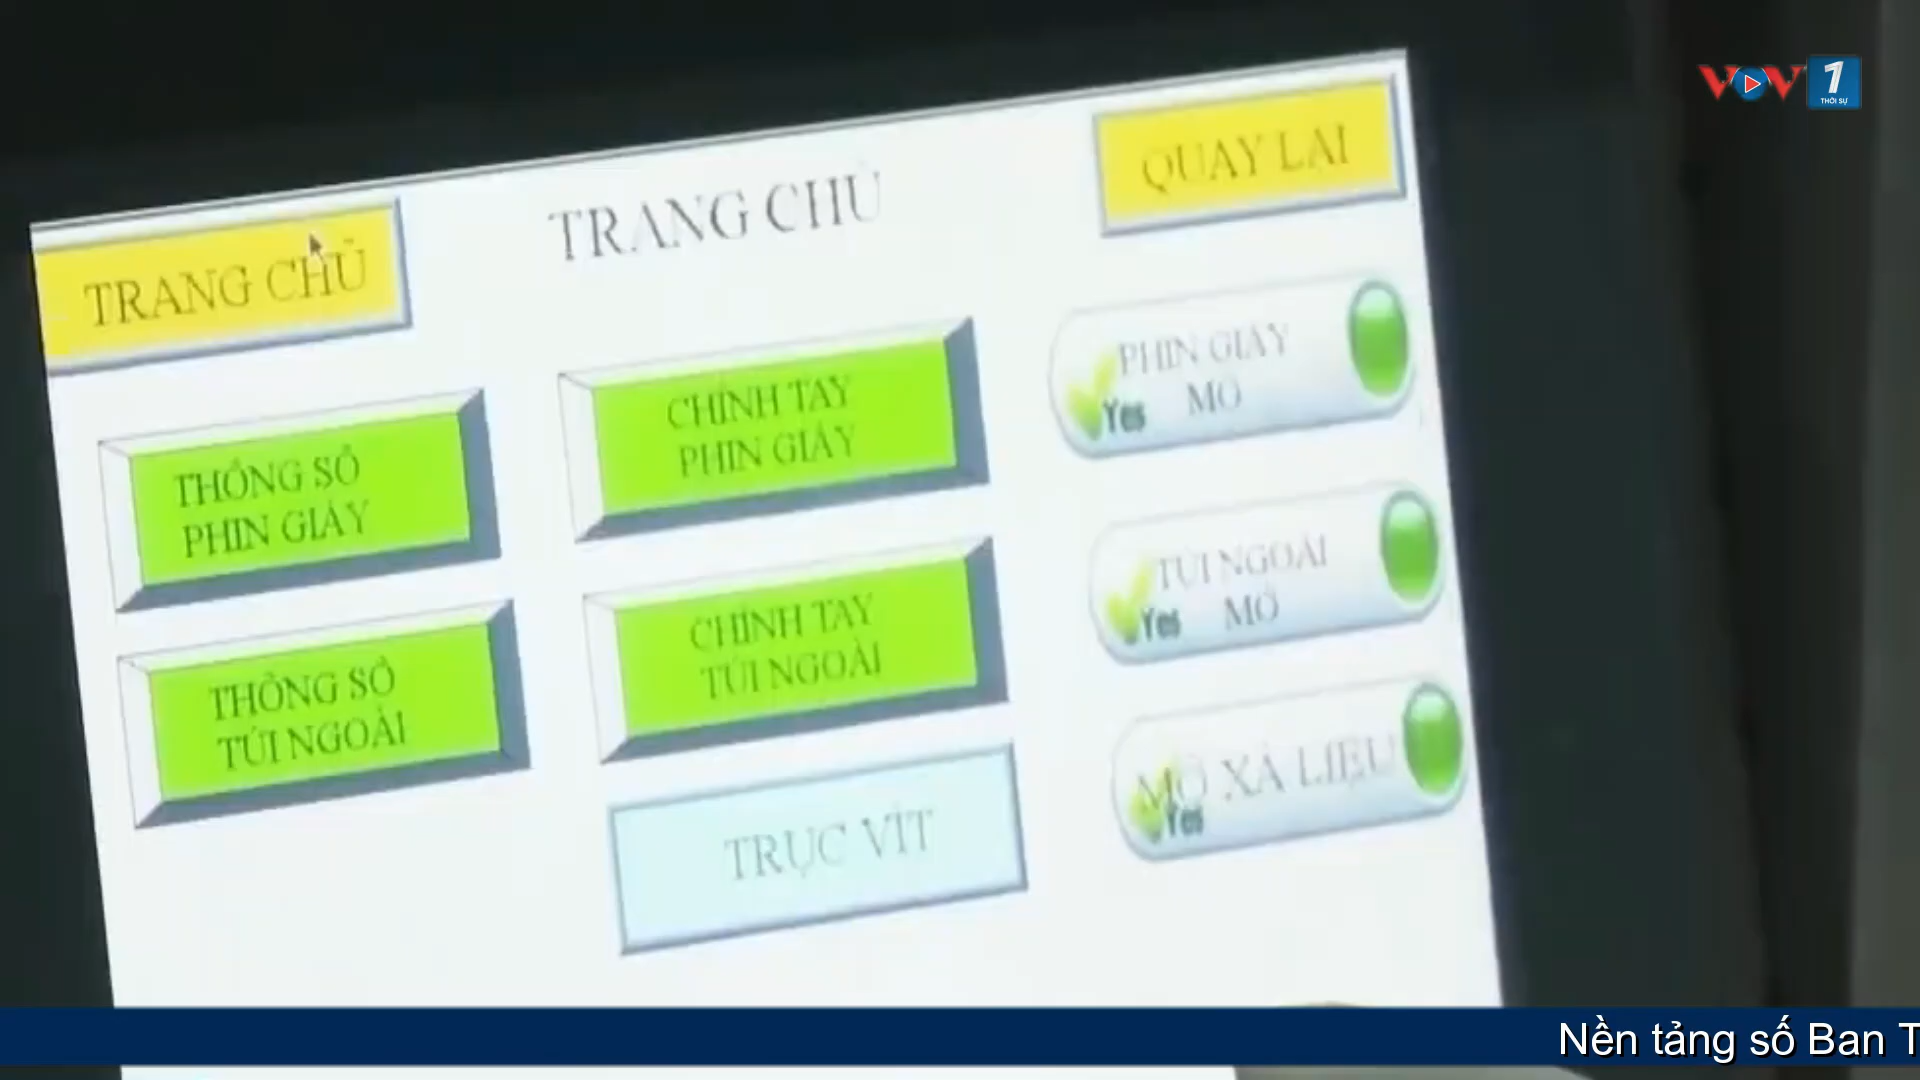 VOV 1
THỜI SỰ
TRANG CHỦ
TRANG CHỦ
QUAY LẠI
THÔNG SỐ
PHIN GIẤY
CHỈNH TAY
PHIN GIẤY
PHIN GIẤY
MỞ
Yes
THÔNG SỐ
TÚI NGOÀI
CHỈNH TAY
TÚI NGOÀI
TÚI NGOÀI
MỞ
Yes
TRỤC VÍT
MỞ XẢ LIỆU
Yes
Nền tảng số Ban T